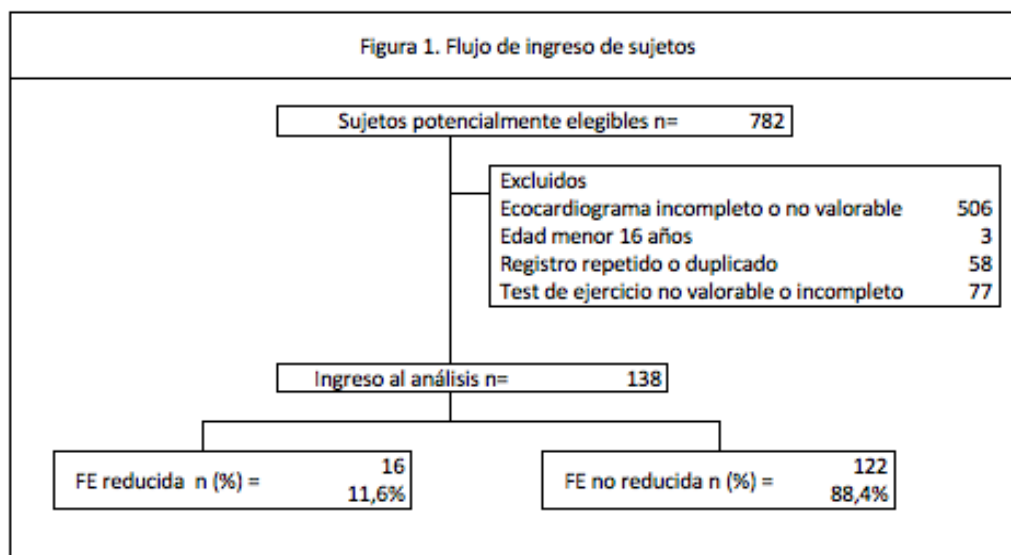 Figura 1. Flujo de ingreso de sujetos
Sujetos potencialmente elegibles n= 782
Excluidos
Ecocardiograma incompleto o no valorable 506
Edad menor 16 años 3
Registro repetido o duplicado 58
Test de ejercicio no valorable o incompleto 77
Ingreso al análisis n= 138
FE reducida n (%) = 16
11,6%
FE no reducida n (%) = 122
88,4%